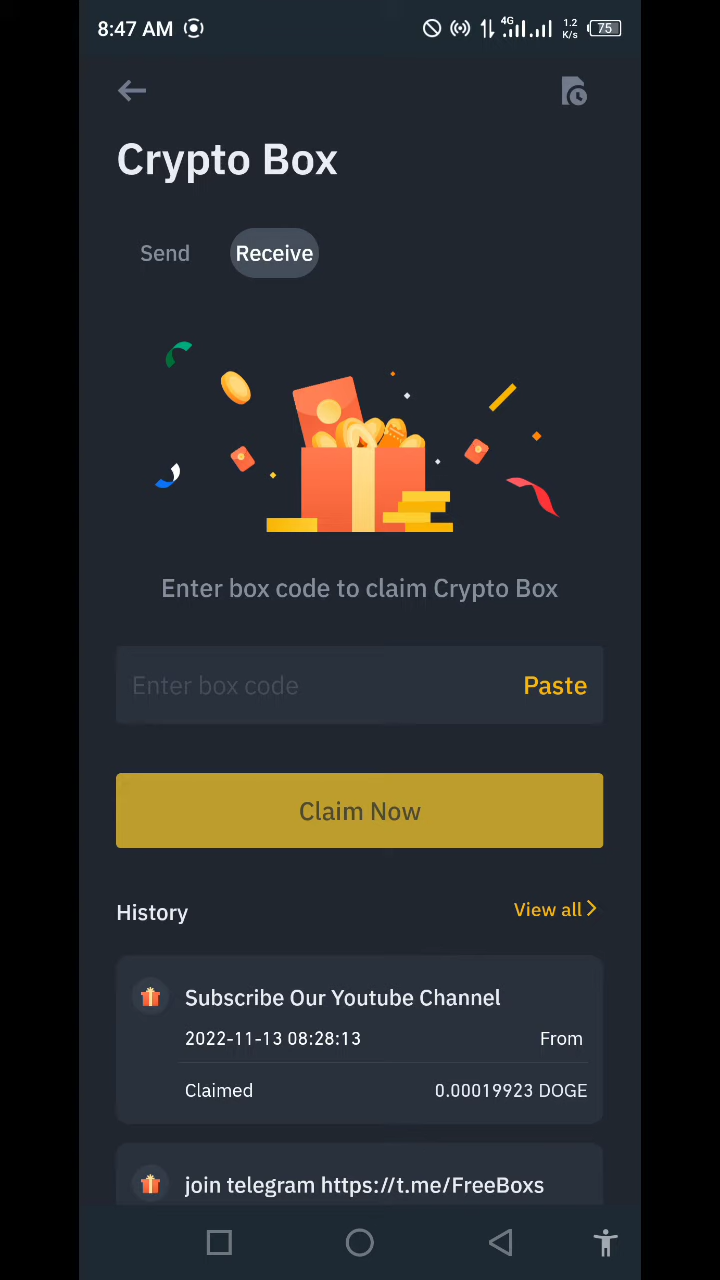 8:47 AM
4G
1.2
K/s
75
Crypto Box
Send
Receive
Enter box code to claim Crypto Box
Enter box code
Paste
Claim Now
History
View all
Subscribe Our Youtube Channel
2022-11-13 08:28:13
From
Claimed
0.00019923 DOGE
join telegram https://t.me/FreeBoxs